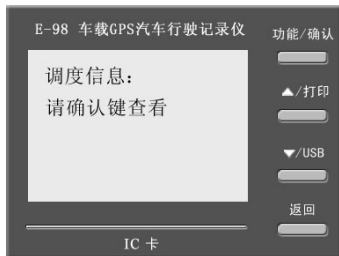 E-98 车载GPS汽车行驶记录仪
功能/确认
调度信息：
请确认键查看
▲/打印
▼/USB
返回
IC 卡